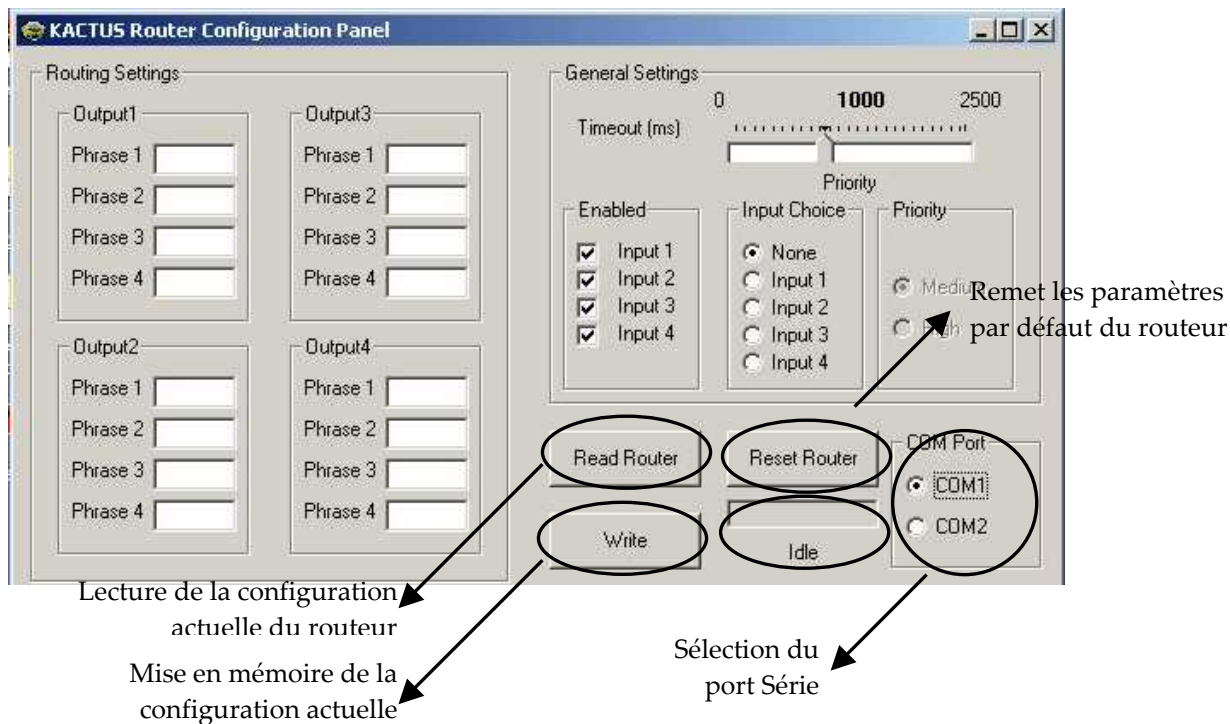 KACTUS Router Configuration Panel
Routing Settings
Output1
Phrase 1
Phrase 2
Phrase 3
Phrase 4
Output3
Phrase 1
Phrase 2
Phrase 3
Phrase 4
Output2
Phrase 1
Phrase 2
Phrase 3
Phrase 4
Output4
Phrase 1
Phrase 2
Phrase 3
Phrase 4
General Settings
0 1000 2500
Timeout (ms)
Priority
Enabled
Input 1
Input 2
Input 3
Input 4
Input Choice
None
Input 1
Input 2
Input 3
Input 4
Priority
Remet les paramètres
par défaut du routeur
Read Router
Reset Router
Write
Idle
COM Port
COM1
COM2
Lecture de la configuration
actuelle du routeur
Mise en mémoire de la
configuration actuelle
Sélection du
port Série